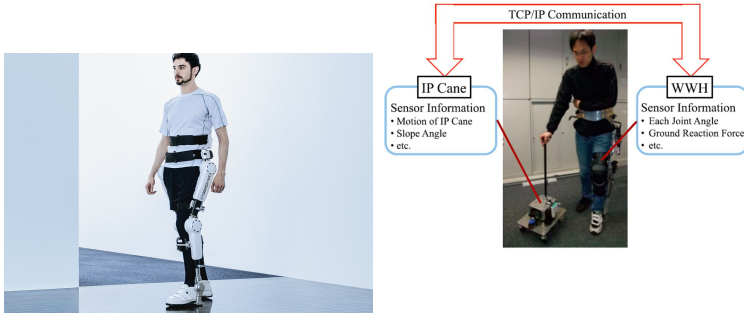 TCP/IP Communication
IP Cane
Sensor Information
• Motion of IP Cane
• Slope Angle
• etc.
WWH
Sensor Information
• Each Joint Angle
• Ground Reaction Force
• etc.